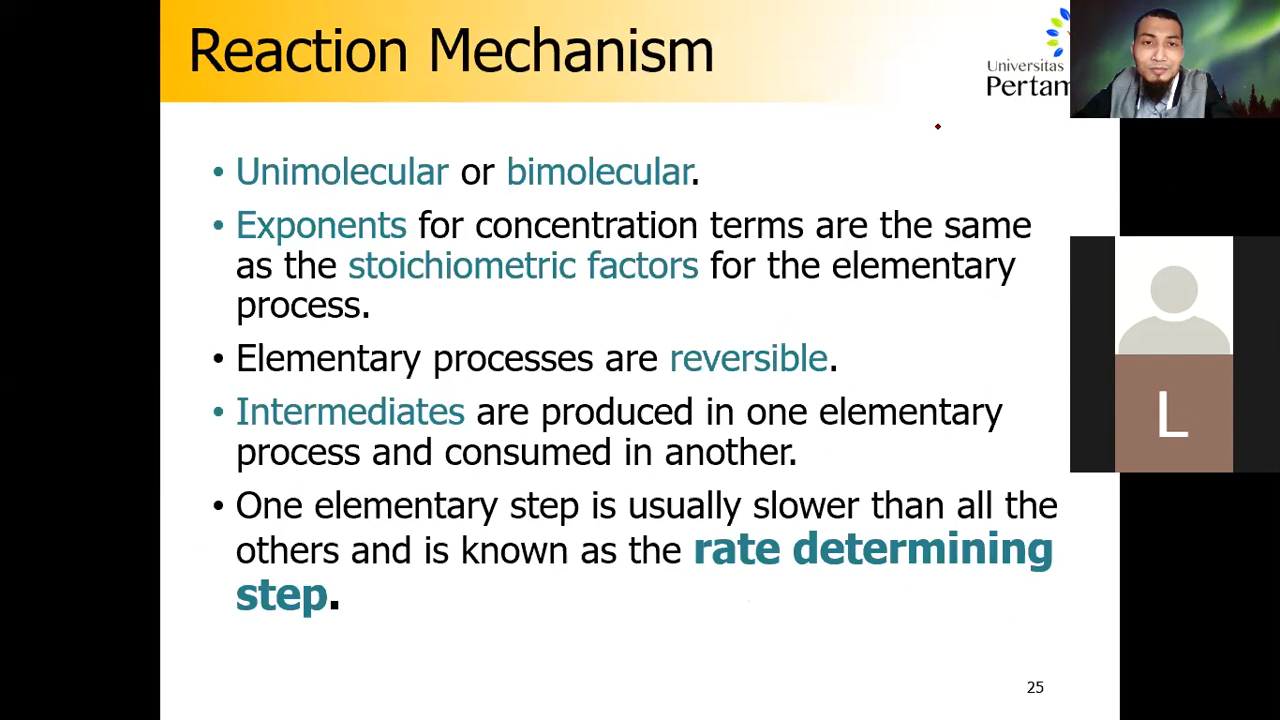 Reaction Mechanism
Universitas
Pertam
• Unimolecular or bimolecular.
• Exponents for concentration terms are the same
as the stoichiometric factors for the elementary
process.
• Elementary processes are reversible.
• Intermediates are produced in one elementary
process and consumed in another.
• One elementary step is usually slower than all the
others and is known as the rate determining
step.
L
25